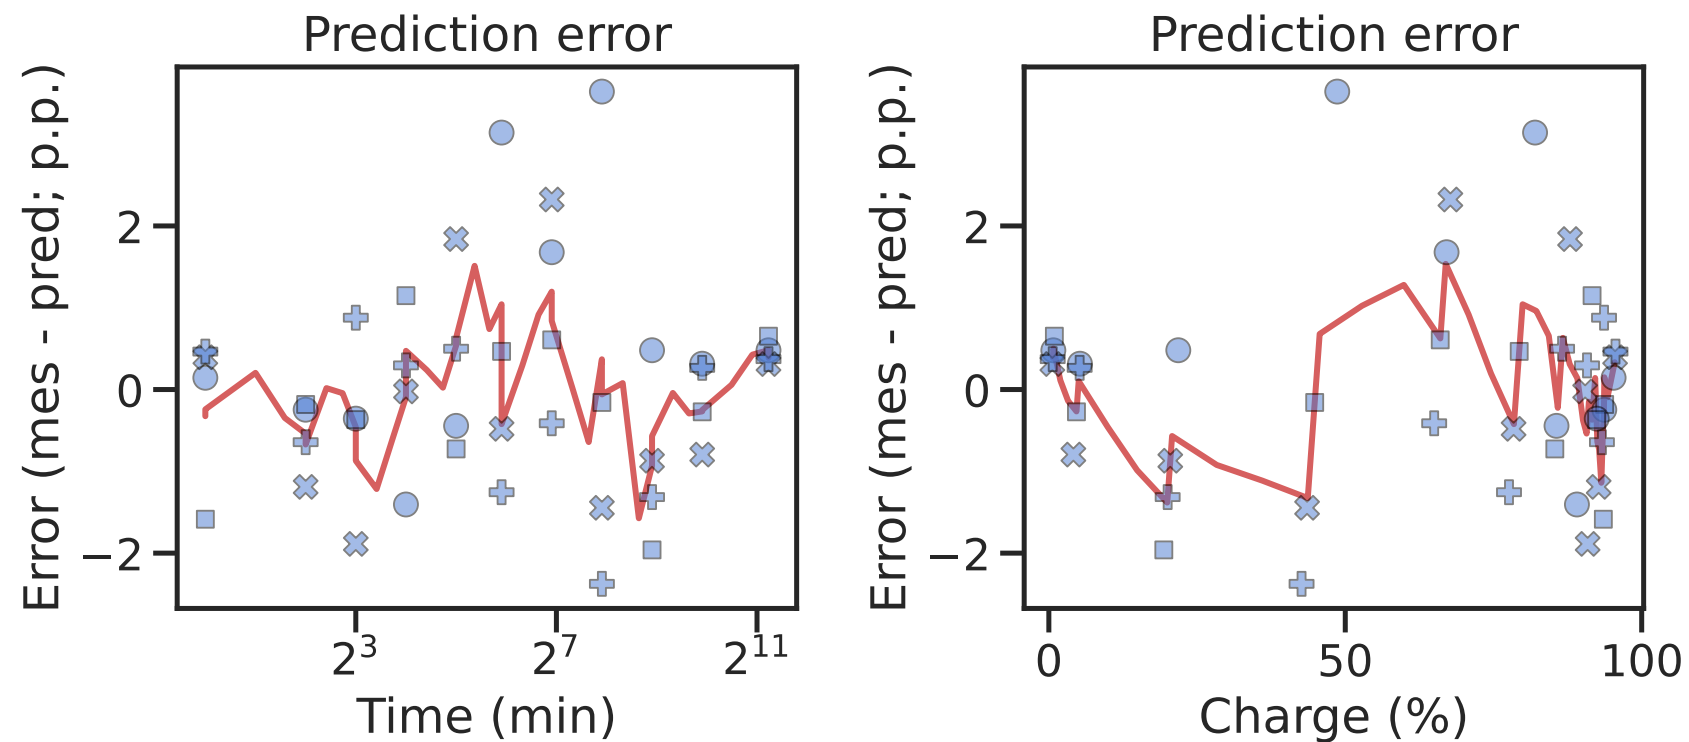 Prediction error
Error (mes - pred; p.p.)
2
0
−2
2^3
2^7
2^11
Time (min)
Prediction error
Error (mes - pred; p.p.)
2
0
−2
0
50
100
Charge (%)